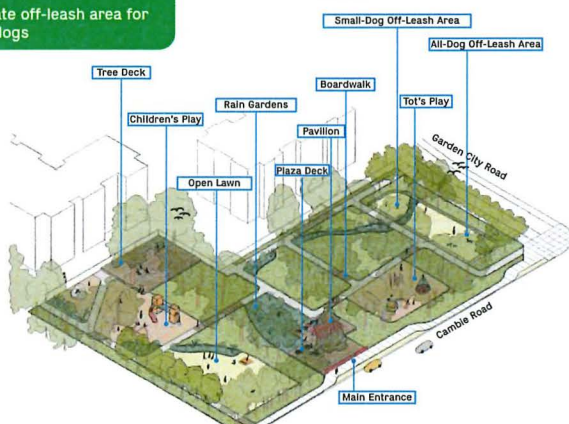 ate off-leash area for
logs
Small-Dog Off-Leash Area
All-Dog Off-Leash Area
Tree Deck
Boardwalk
Rain Gardens
Tot's Play
Children's Play
Pavilion
Garden City Road
Plaza Deck
Open Lawn
Cambie Road
Main Entrance